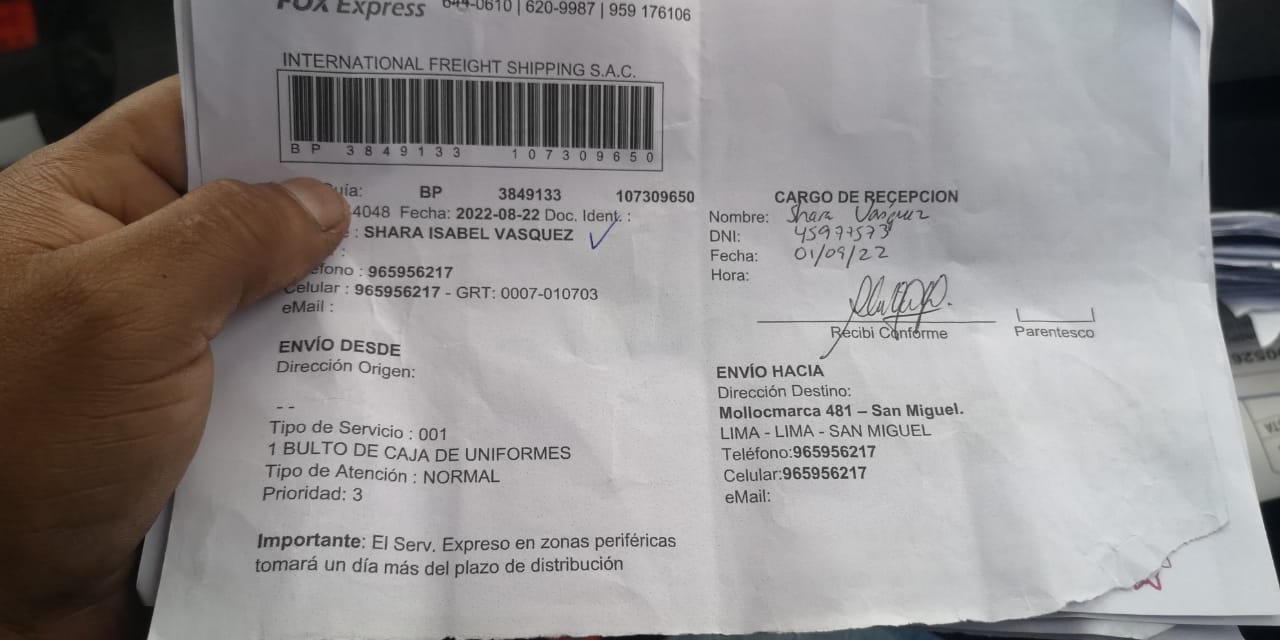 FOX Express 644-0610 | 620-9987 | 959 176106
INTERNATIONAL FREIGHT SHIPPING S.A.C.
BP 3849133 107309650
uía: BP 3849133 107309650
4048 Fecha: 2022-08-22 Doc. Ident. :
: SHARA ISABEL VASQUEZ
:
éfono : 965956217
Celular : 965956217 - GRT: 0007-010703
eMail :
ENVÍO DESDE
Dirección Origen:
- -
Tipo de Servicio : 001
1 BULTO DE CAJA DE UNIFORMES
Tipo de Atención : NORMAL
Prioridad: 3
Importante: El Serv. Expreso en zonas periféricas
tomará un día más del plazo de distribución
CARGO DE RECEPCION
Nombre: Shara Vasquez
DNI: 45977573
Fecha: 01/09/22
Hora:
Recibi Conforme Parentesco
ENVÍO HACIA
Dirección Destino:
Mollocmarca 481 – San Miguel.
LIMA - LIMA - SAN MIGUEL
Teléfono:965956217
Celular:965956217
eMail: